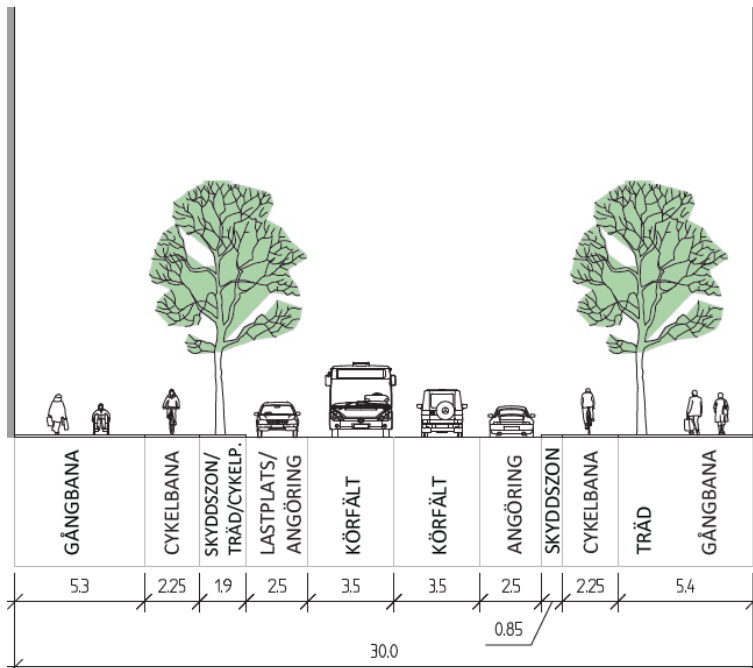 GÅNGBANA
CYKELBANA
SKYDDSZON/
TRÄD/CYKELP.
LASTPLATS/
ANGÖRING
KÖRFÄLT
KÖRFÄLT
ANGÖRING
SKYDDSZON
CYKELBANA
TRÄD
GÅNGBANA
5.3
2.25
1.9
2.5
3.5
3.5
2.5
2.25
5.4
0.85
30.0